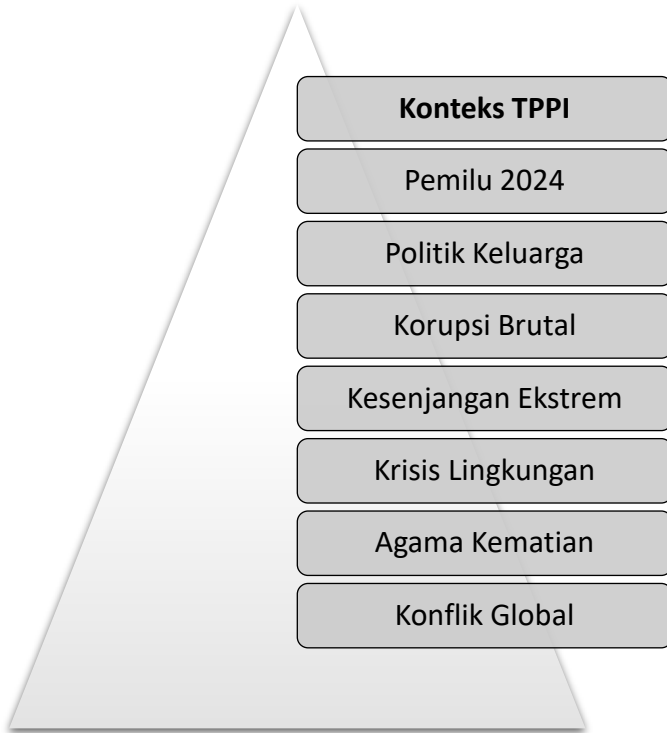 Konteks TPPI
Pemilu 2024
Politik Keluarga
Korupsi Brutal
Kesenjangan Ekstrem
Krisis Lingkungan
Agama Kematian
Konflik Global